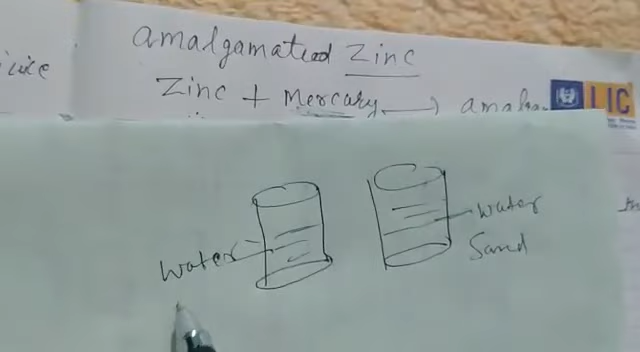 amalgamated Zinc
Zinc + Mercury → amalga
LIC
water
water
Sand